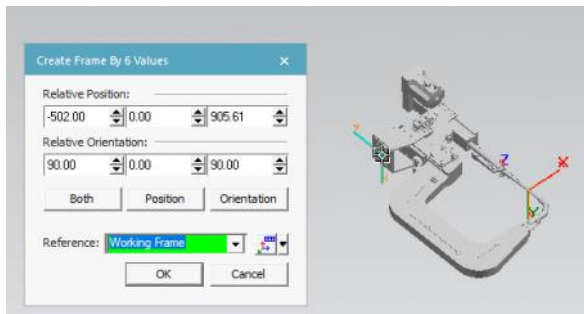 Create Frame By 6 Values
Relative Position:
-502.00 0.00 905.61
Relative Orientation:
90.00 0.00 90.00
Both Position Orientation
Reference: Working Frame
OK Cancel
Z X
Y